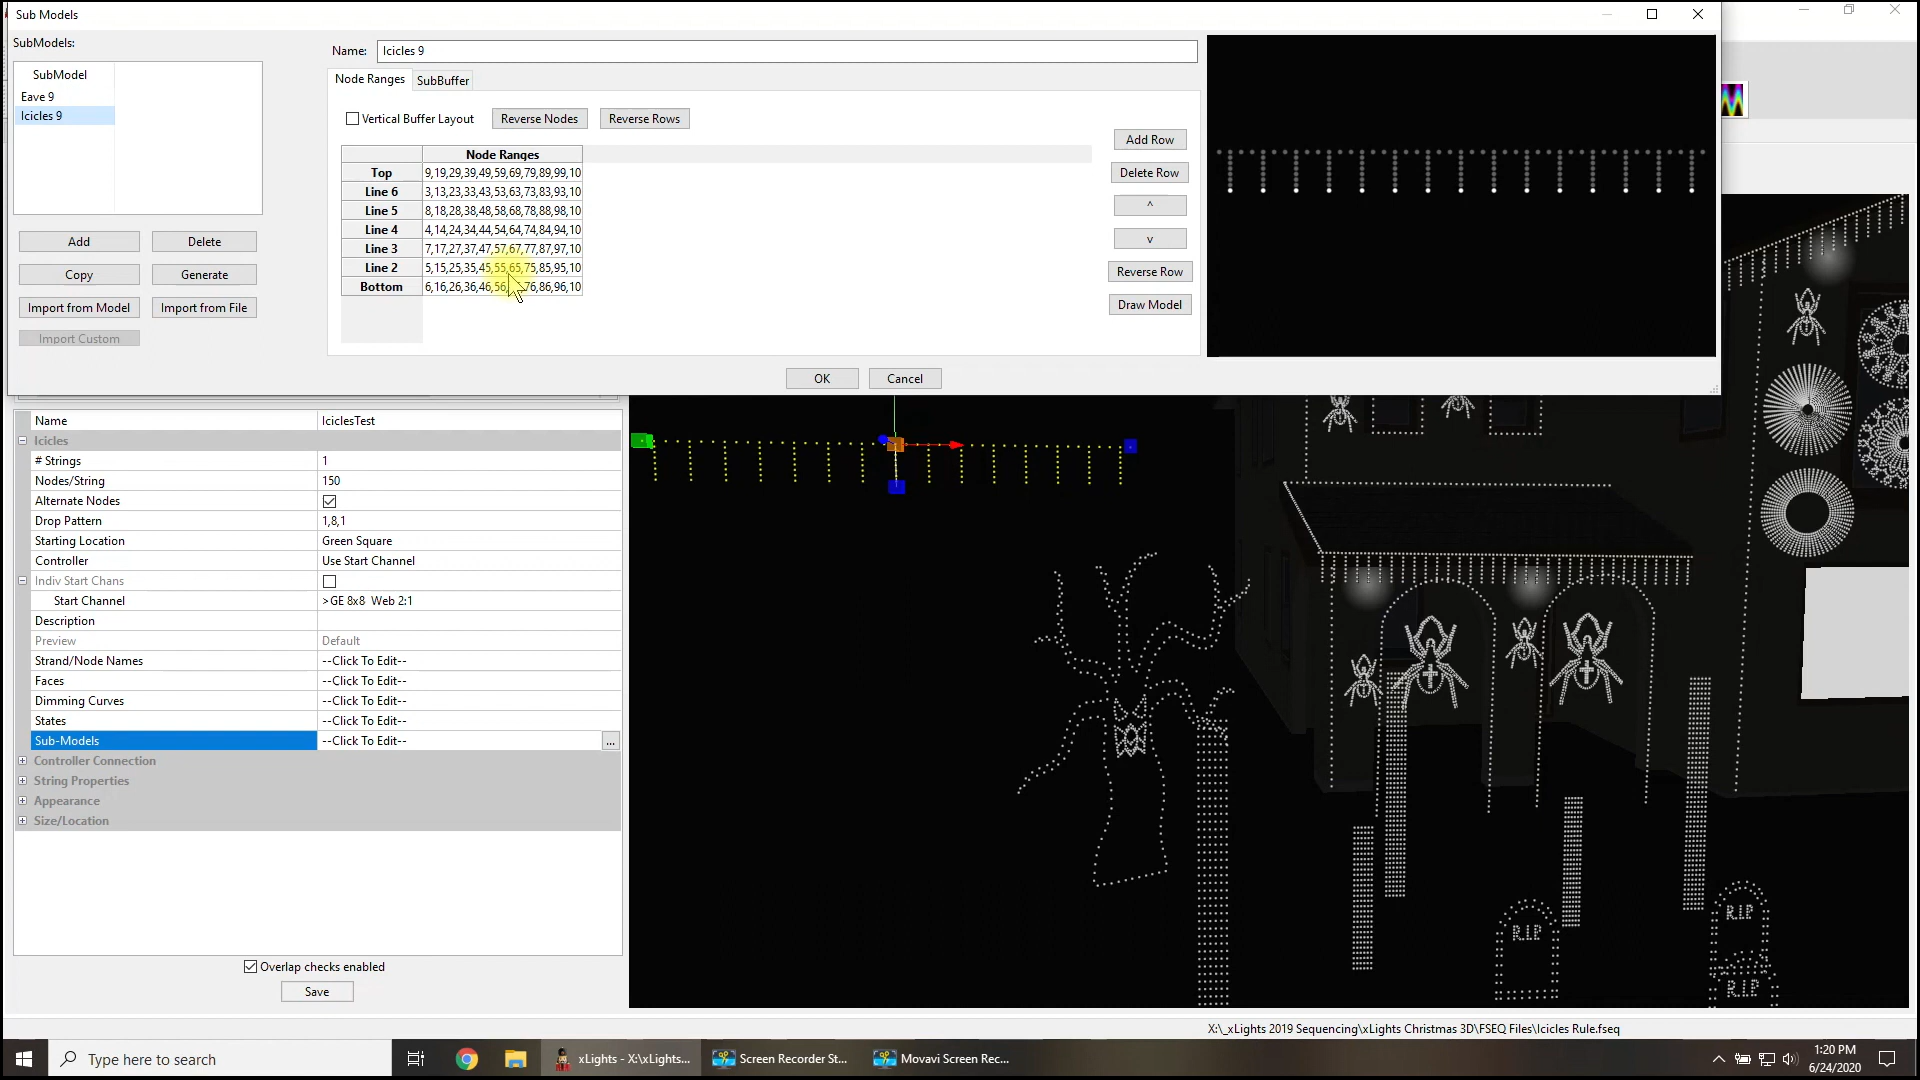 Sub Models
SubModels:
SubModel
Eave 9
Icicles 9
Add
Delete
Copy
Generate
Import from Model
Import from File
Import Custom
Name:
Icicles 9
Node Ranges
SubBuffer
Vertical Buffer Layout
Reverse Nodes
Reverse Rows
Node Ranges
Top 9,19,29,39,49,59,69,79,89,99,10
Line 6 3,13,23,33,43,53,63,73,83,93,10
Line 5 8,18,28,38,48,58,68,78,88,98,10
Line 4 4,14,24,34,44,54,64,74,84,94,10
Line 3 7,17,27,37,47,57,67,77,87,97,10
Line 2 5,15,25,35,45,55,65,75,85,95,10
Bottom 6,16,26,36,46,56, 76,86,96,10
Add Row
Delete Row
^
v
Reverse Row
Draw Model
OK
Cancel
Name IciclesTest
Icicles
# Strings 1
Nodes/String 150
Alternate Nodes
Drop Pattern 1,8,1
Starting Location Green Square
Controller Use Start Channel
Indiv Start Chans
Start Channel >GE 8x8 Web 2:1
Description
Preview Default
Strand/Node Names --Click To Edit--
Faces --Click To Edit--
Dimming Curves --Click To Edit--
States --Click To Edit--
Sub-Models --Click To Edit-- ...
Controller Connection
String Properties
Appearance
Size/Location
Overlap checks enabled
Save
R.I.P
R.I.P
R.I.P
X:\_xLights 2019 Sequencing\xLights Christmas 3D\FSEQ Files\Icicles Rule.fseq
Type here to search
xLights - X:\xLights...
Screen Recorder St...
Movavi Screen Rec...
1:20 PM
6/24/2020